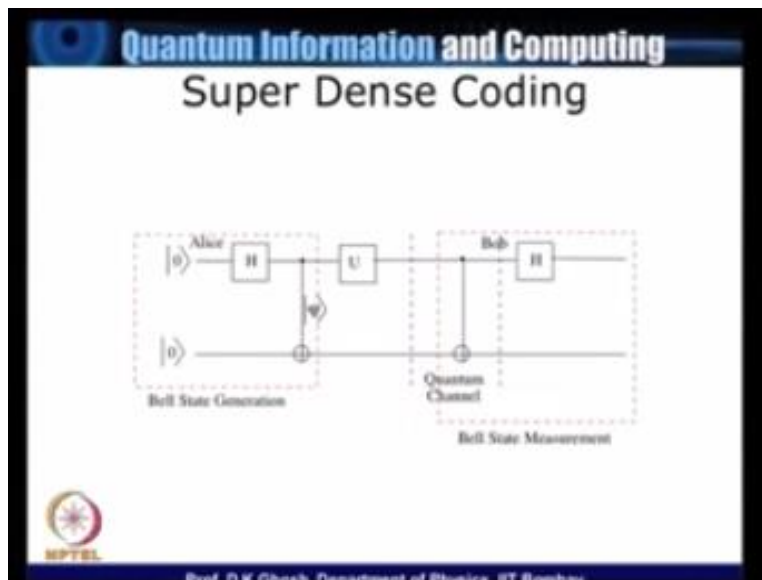 Quantum Information and Computing
Super Dense Coding
Alice
Bob
|0⟩
H
U
H
|ψ⟩
|0⟩
Quantum
Channel
Bell State Generation
Bell State Measurement
NPTEL
Prof. D.K.Ghosh, Department of Physics, IIT Bombay